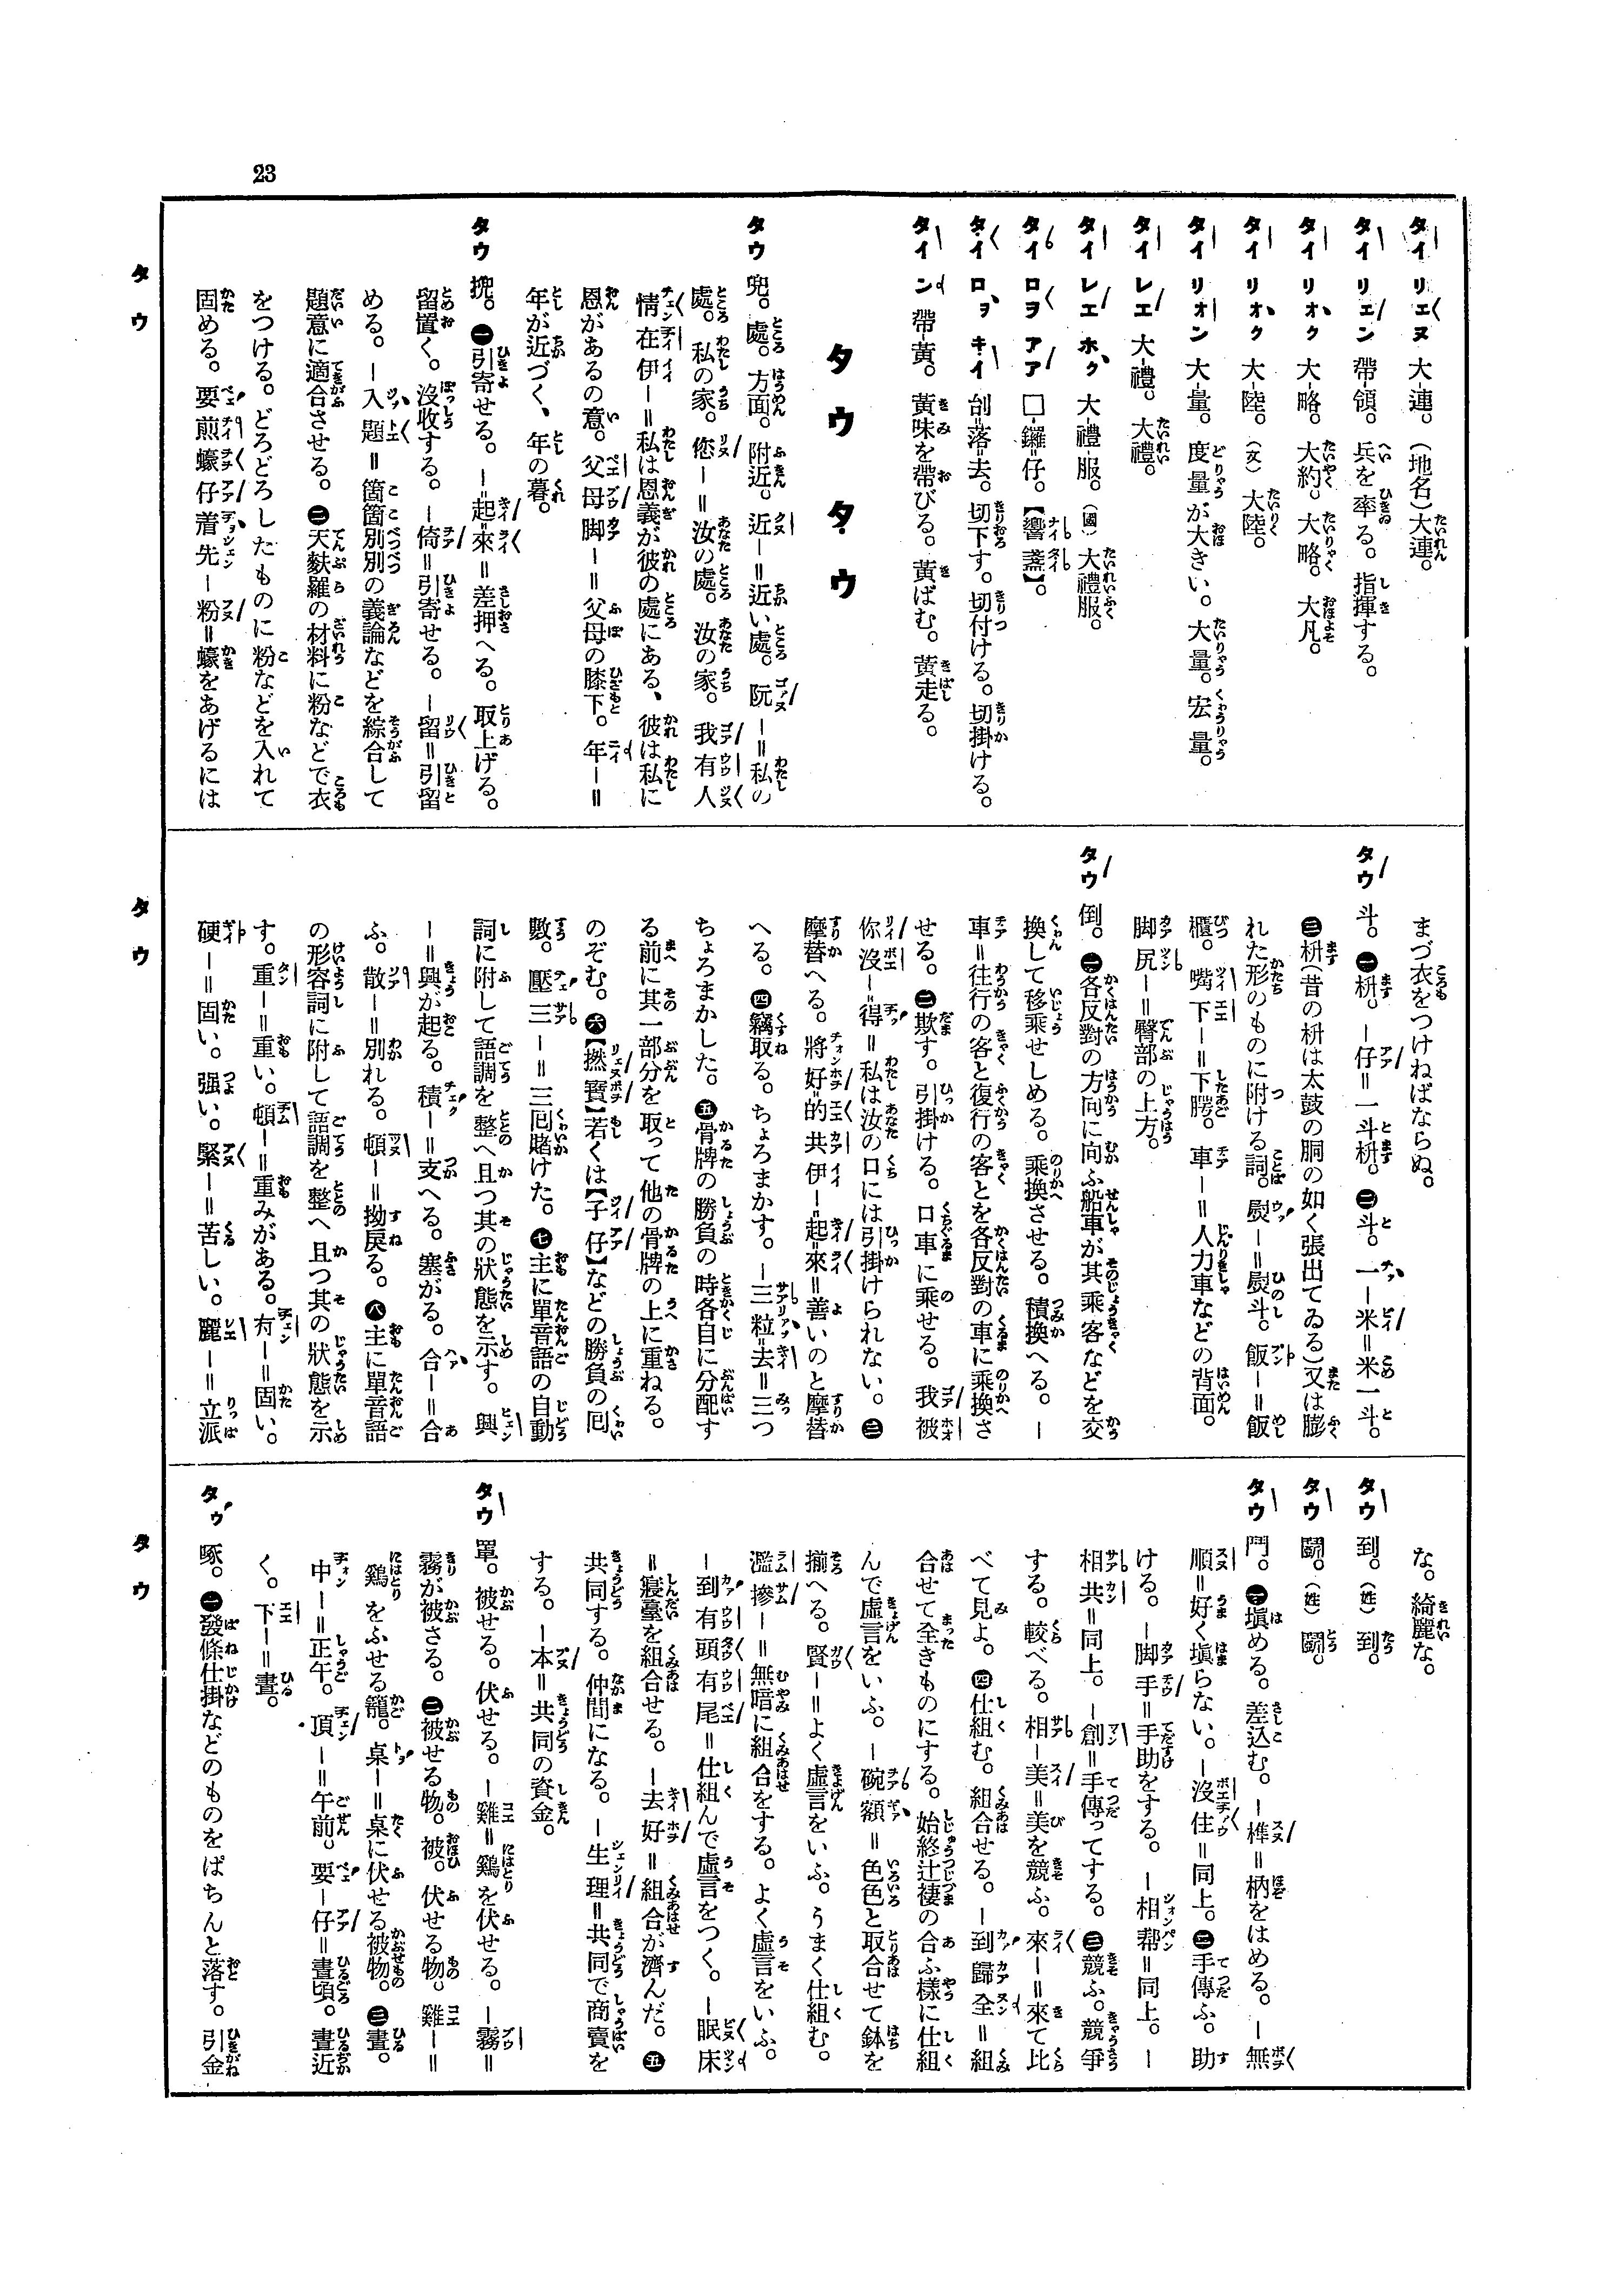 23
タイ リエヌ 大-連。(地名)大連。
タイ リエン 帶-領。兵を率る。指揮する。
タイ リオク 大-略。大約。大略。大凡。
タイ リオク 大-陸。(文)大陸。
タイ リオン 大-量。度量が大きい。大量。宏量。
タイ レエ 大-禮。大禮。
タイ レエ ホク 大-禮-服。(國)大禮服。
タイ ロヲ アア □-鑼=仔。【響盞】。
タイ ロヲ キイ 刣=落=去。切下す。切付ける。切掛ける。
タイ ン 帶-黃。黃味を帶びる。黃ばむ。黃走る。
タウ タウ
タウ 兜。處。方面。附近。近ー=近い處。阮ー=私の
處。私の家。恁ー=汝の處。汝の家。我有人
情在伊ー=私は恩義が彼の處にある、彼は私に
恩があるの意。父母脚ー=父母の膝下。年ー=
年が近づく、年の暮。
タウ 㧣。㊀引寄せる。ー=起=來=差押へる。取上げる。
留置く。沒收する。ー倚=引寄せる。ー留=引留
める。ー入題=箇箇別別の義論などを綜合して
題意に適合させる。㊁天麩羅の材料に粉などで衣
をつける。どろどろしたものに粉などを入れて
固める。要煎蠔仔着先ー粉=蠔をあげるには
まづ衣をつけねばならぬ。
タウ 斗。㊀枡。ー仔=一斗枡。㊁斗。一ー米=米一斗。
㊂枡(昔の枡は太鼓の胴の如く張出てゐる)又は膨
れた形のものに附ける詞。熨ー=熨斗。飯ー=飯
櫃。嘴下ー=下腭。車ー=人力車などの背面。
脚尻ー=臀部の上方。
タウ 倒。㊀各反對の方向に向ふ船車が其乘客などを交
換して移乘せしめる。乘換させる。積換へる。ー
車=往行の客と復行の客とを各反對の車に乘換さ
せる。㊁欺す。引掛ける。口車に乘せる。我被
你沒ー=得=私は汝の口には引掛けられない。㊂
摩替へる。將好的共伊ー=起=來=善いのと摩替
へる。㊃竊取る。ちょろまかす。ー三粒=去=三つ
ちょろまかした。㊄骨牌の勝負の時各自に分配す
る前に其一部分を取って他の骨牌の上に重ねる。
のぞむ。㊅【撚寶】若くは【子仔】などの勝負の囘
數。壓三ー=三囘賭けた。㊆主に單音語の自動
詞に附して語調を整へ且つ其の狀態を示す。興
ー=興が起る。積ー=支へる。塞がる。合ー=合
ふ。散ー=別れる。頓ー=拗戾る。㊇主に單音語
の形容詞に附して語調を整へ且つ其の狀態を示
す。重ー=重い。頓ー=重みがある。冇ー=固い。
硬ー=固い。强い。緊ー=苦しい。麗ー=立派
な。綺麗な。
タウ 到。(姓)到。
タウ 鬪。(姓)鬪。
タウ 鬥。㊀塡める。差込む。ー榫=柄をはめる。ー無
順=好く塡らない。ー沒住=同上。㊁手傳ふ。助
ける。ー脚手=手助をする。ー相幇=同上。ー
相共=同上。ー創=手傳ってする。㊂競ふ。競爭
する。較べる。相ー美=美を競ふ。來ー=來て比
べて見よ。㊃仕組む。組合せる。ー到歸全=組
合せて全きものにする。始終辻褄の合ふ樣に仕組
んで虛言をいふ。ー碗額=色色と取合せて鉢を
揃へる。賢ー=よく虛言をいふ。うまく仕組む。
濫摻ー=無暗に組合をする。よく虛言をいふ。
ー到有頭有尾=仕組んで虛言をつく。ー眠床
=寢臺を組合せる。ー去好=組合が濟んだ。㊄
共同する。仲間になる。ー生理=共同で商賣を
する。ー本=共同の資金。
タウ 罩。被せる。伏せる。ー雞=鷄を伏せる。ー霧=
霧が被さる。㊁被せる物。被。伏せる物。雞ー=
鷄をふせる籠。桌ー=桌に伏せる被物。㊂晝。
中ー=正午。頂ー=午前。要ー仔=晝頃。晝近
く。下ー=晝。
タウ 啄。㊀發條仕掛などのものをぱちんと落す。引金
タウ
タウ
タウ